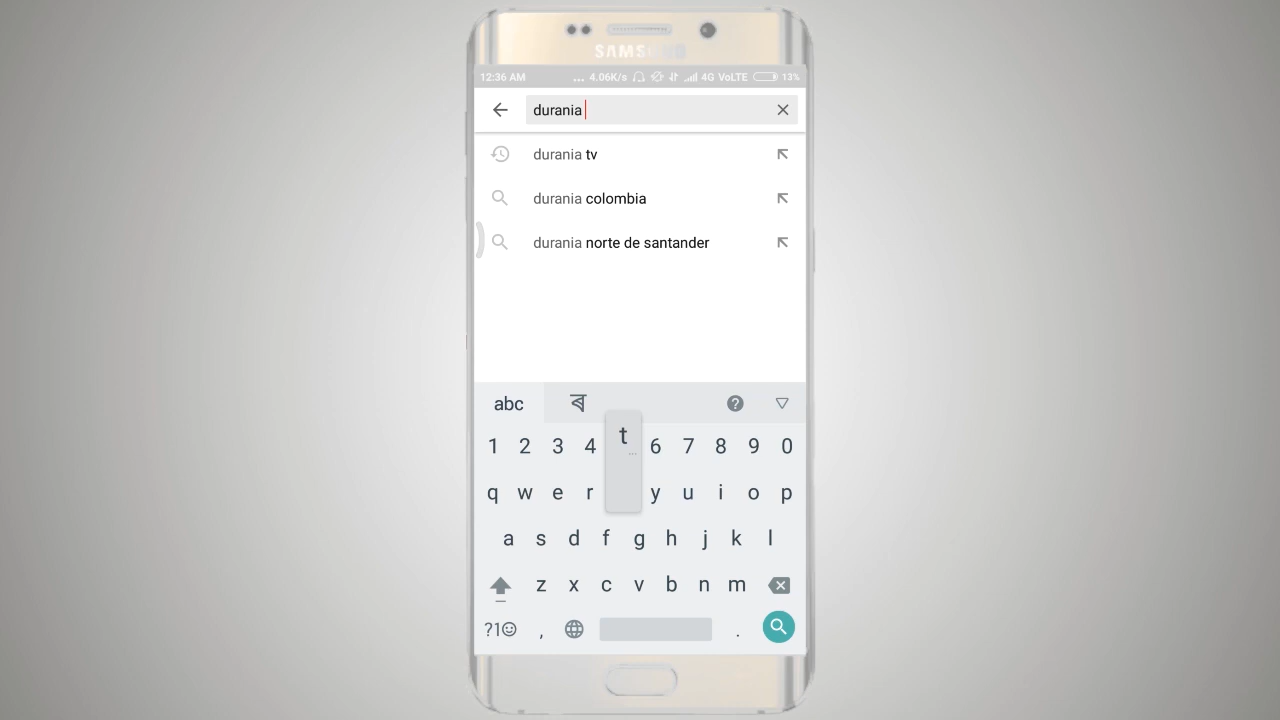 SAMSUNG
12:36 AM ... 4.06K/s 4G VoLTE 13%
durania
durania tv
durania colombia
durania norte de santander
abc ব
1 2 3 4 t 6 7 8 9 0
...
q w e r y u i o p
a s d f g h j k l
z x c v b n m
?1☺ , .